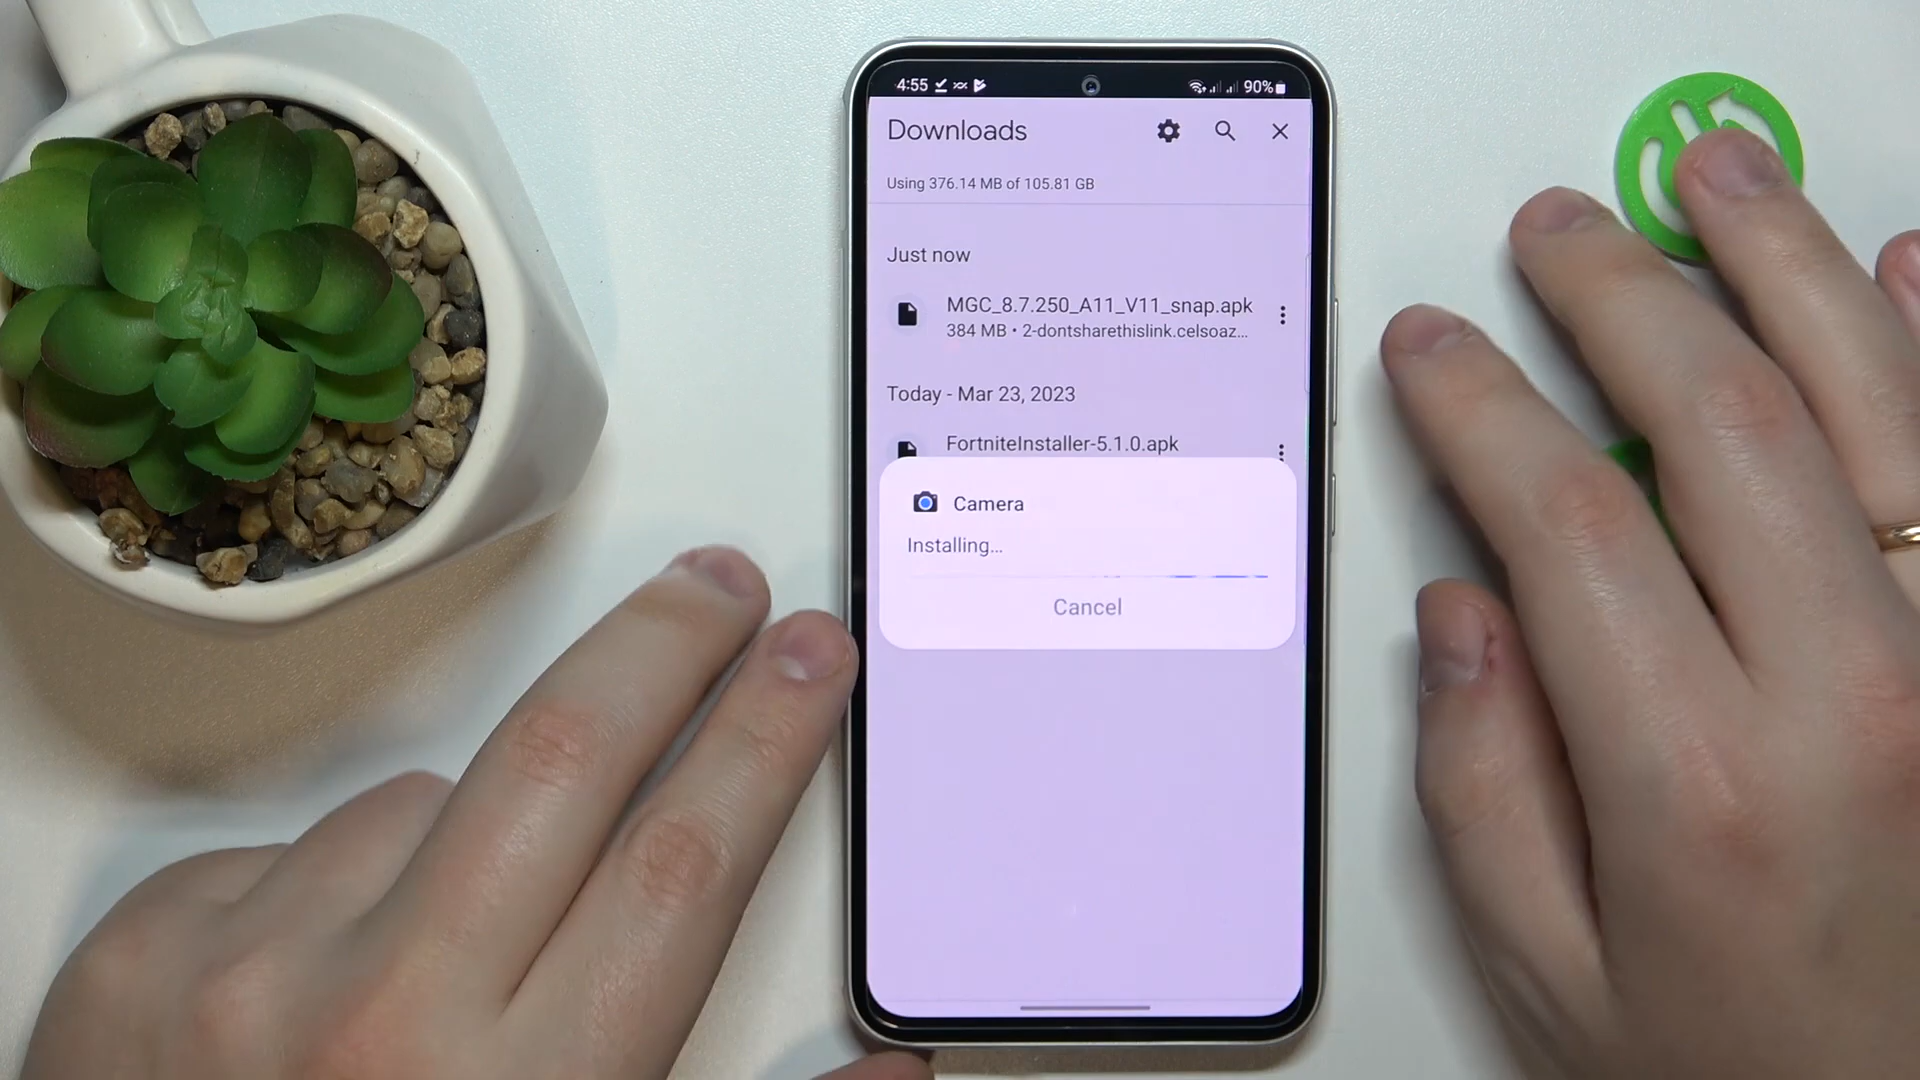 4:55
90%
Downloads
Using 376.14 MB of 105.81 GB
Just now
MGC_8.7.250_A11_V11_snap.apk
384 MB • 2-dontsharethislink.celsoaz...
Today - Mar 23, 2023
FortniteInstaller-5.1.0.apk
Camera
Installing...
Cancel